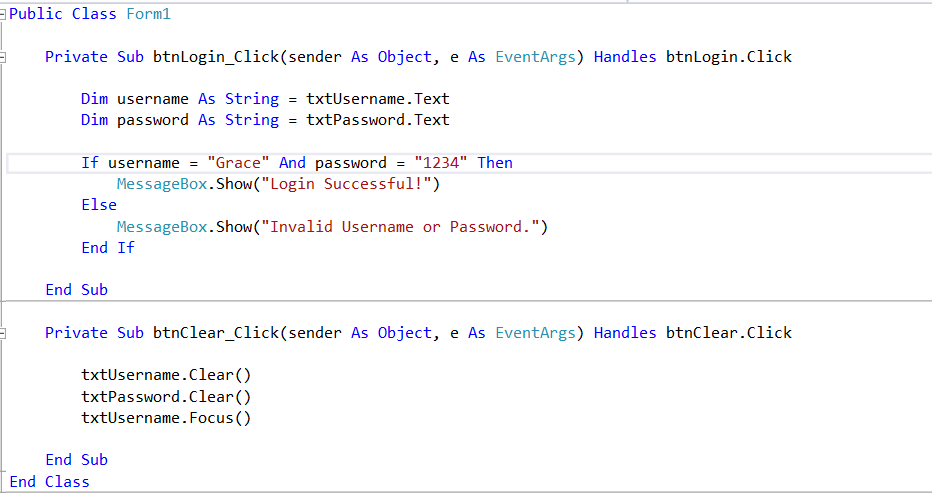 Public Class Form1
Private Sub btnLogin_Click(sender As Object, e As EventArgs) Handles btnLogin.Click
Dim username As String = txtUsername.Text
Dim password As String = txtPassword.Text
If username = "Grace" And password = "1234" Then
MessageBox.Show("Login Successful!")
Else
MessageBox.Show("Invalid Username or Password.")
End If
End Sub
Private Sub btnClear_Click(sender As Object, e As EventArgs) Handles btnClear.Click
txtUsername.Clear()
txtPassword.Clear()
txtUsername.Focus()
End Sub
End Class